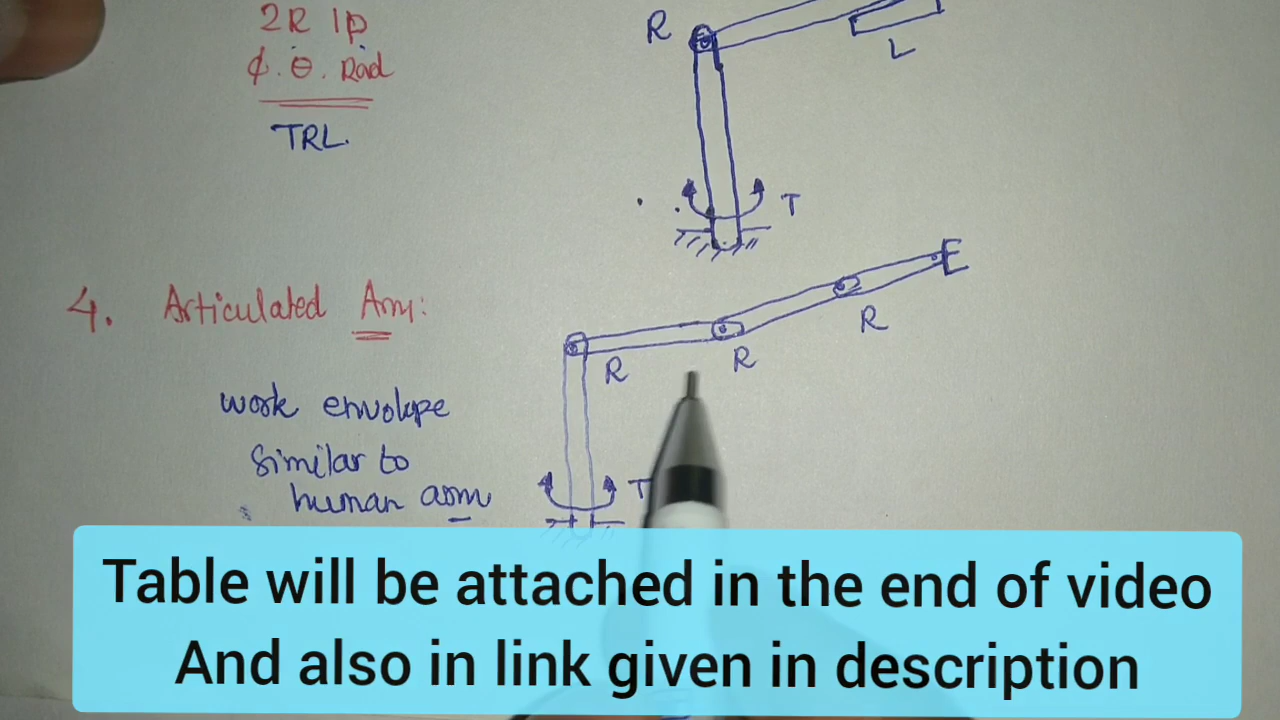 2R 1p
ϕ. θ. Rad
TRL.
R
L
T
4. Articulated Arm:
E
R
R
R
work envolope
Similar to
human arm
T
Table will be attached in the end of video
And also in link given in description